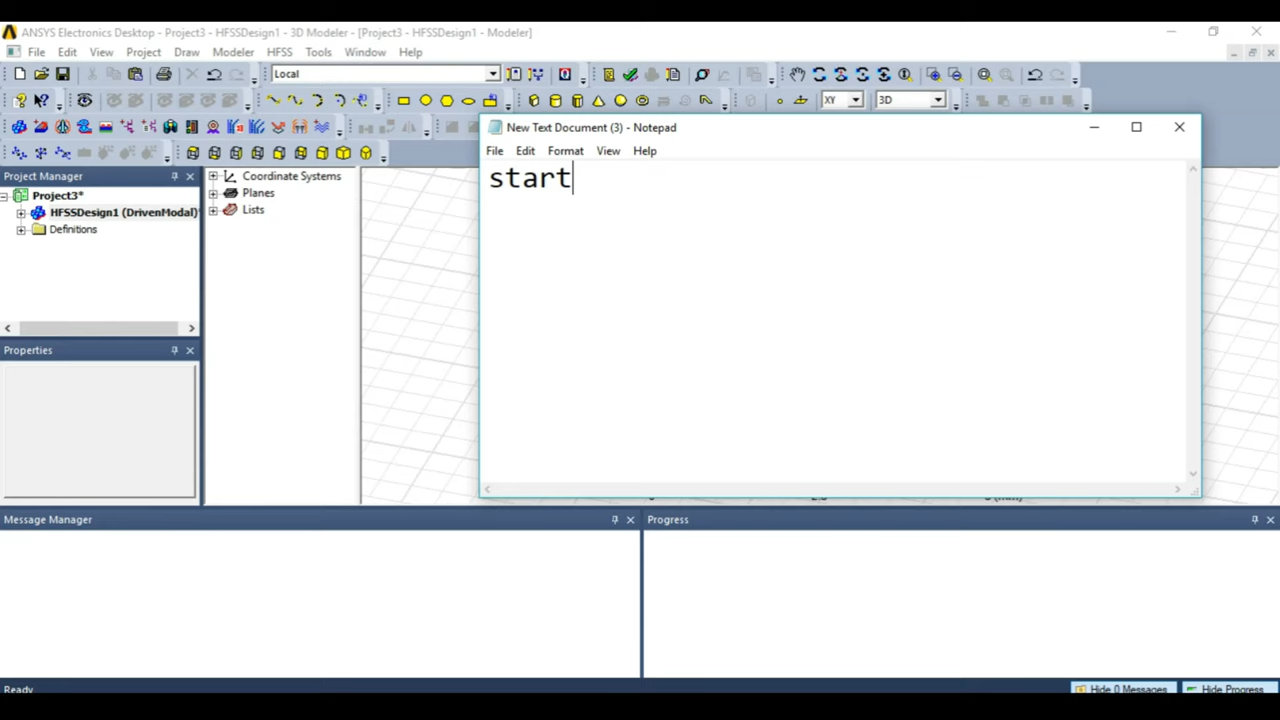 ANSYS Electronics Desktop - Project3 - HFSSDesign1 - 3D Modeler - [Project3 - HFSSDesign1 - Modeler]
File Edit View Project Draw Modeler HFSS Tools Window Help
Local
XY 3D
New Text Document (3) - Notepad
File Edit Format View Help
start
Project Manager
Project3*
HFSSDesign1 (DrivenModal)*
Definitions
Coordinate Systems
Planes
Lists
Properties
Message Manager
Progress
Ready
Hide 0 Messages
Hide Progress